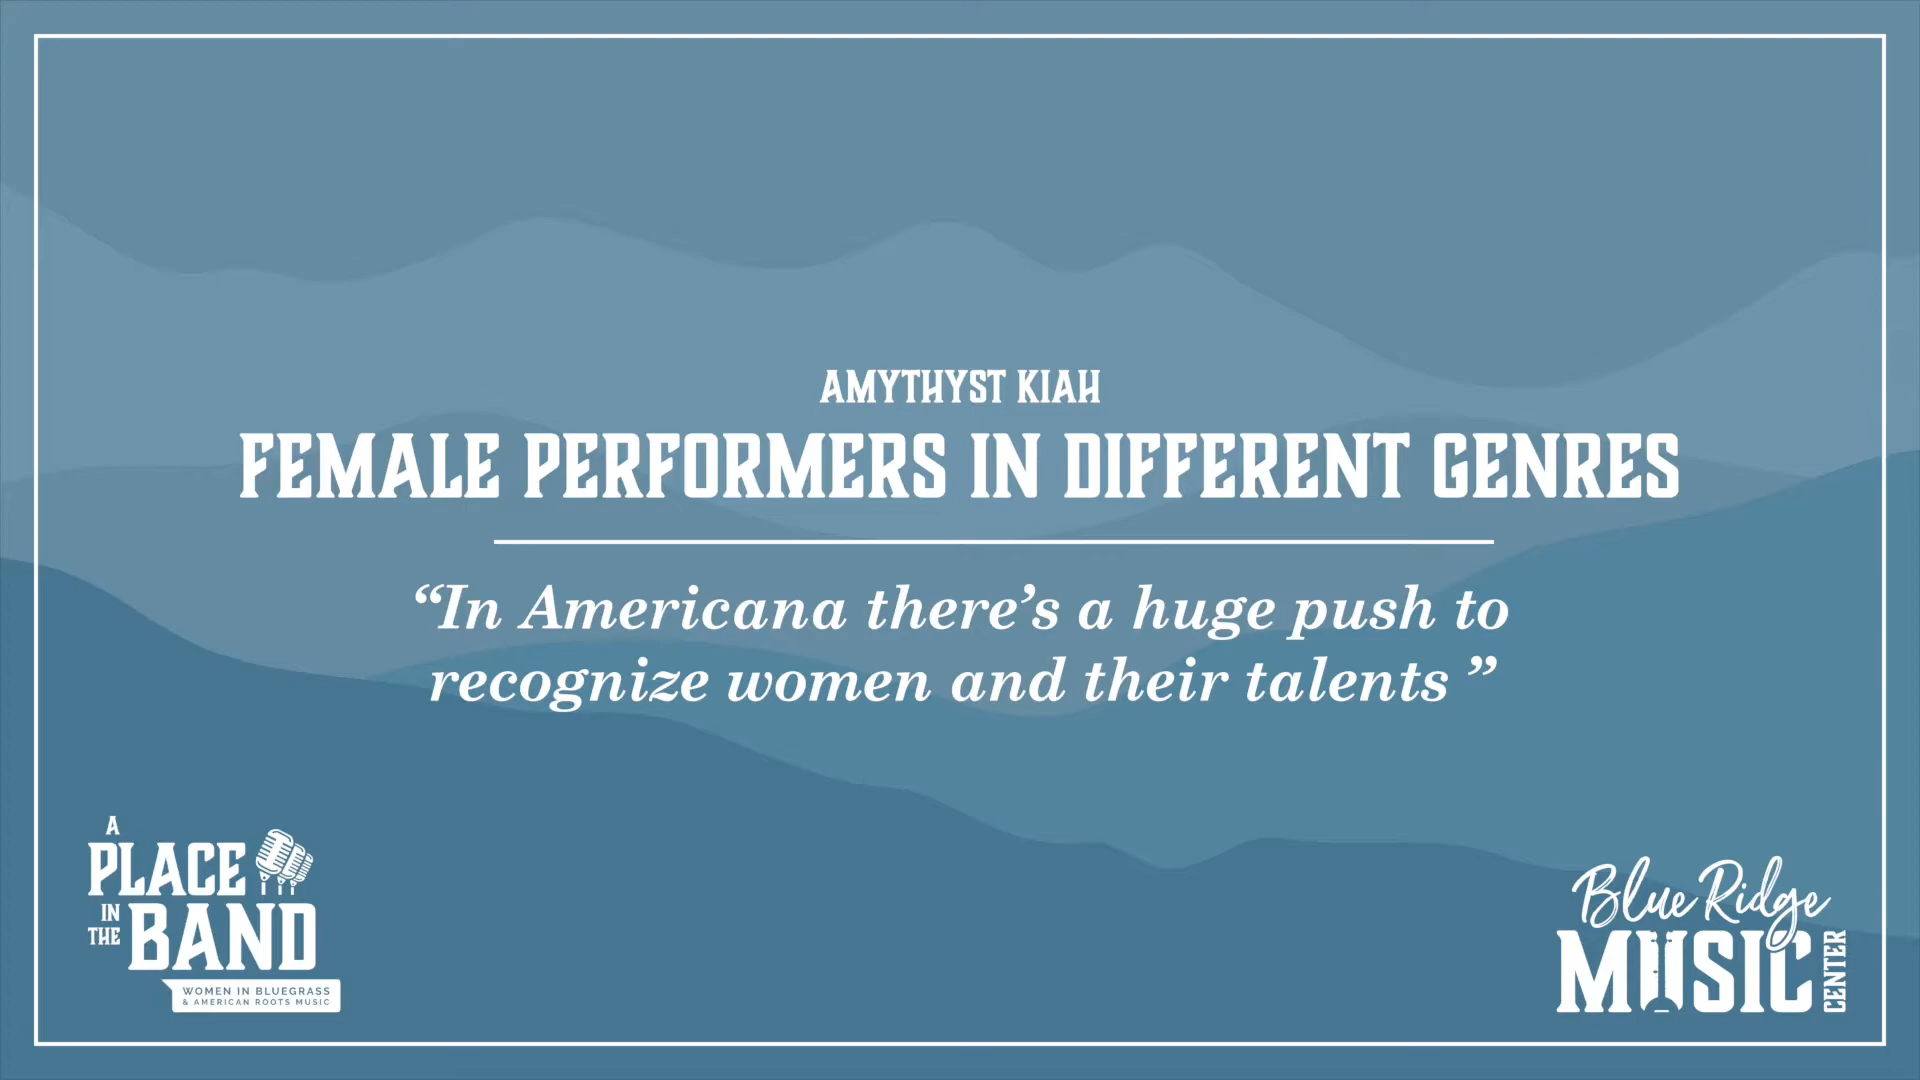 AMYTHYST KIAH
FEMALE PERFORMERS IN DIFFERENT GENRES
“In Americana there’s a huge push to
recognize women and their talents ”
A
PLACE
IN
THE BAND
WOMEN IN BLUEGRASS
& AMERICAN ROOTS MUSIC
Blue Ridge
MUSIC
CENTER